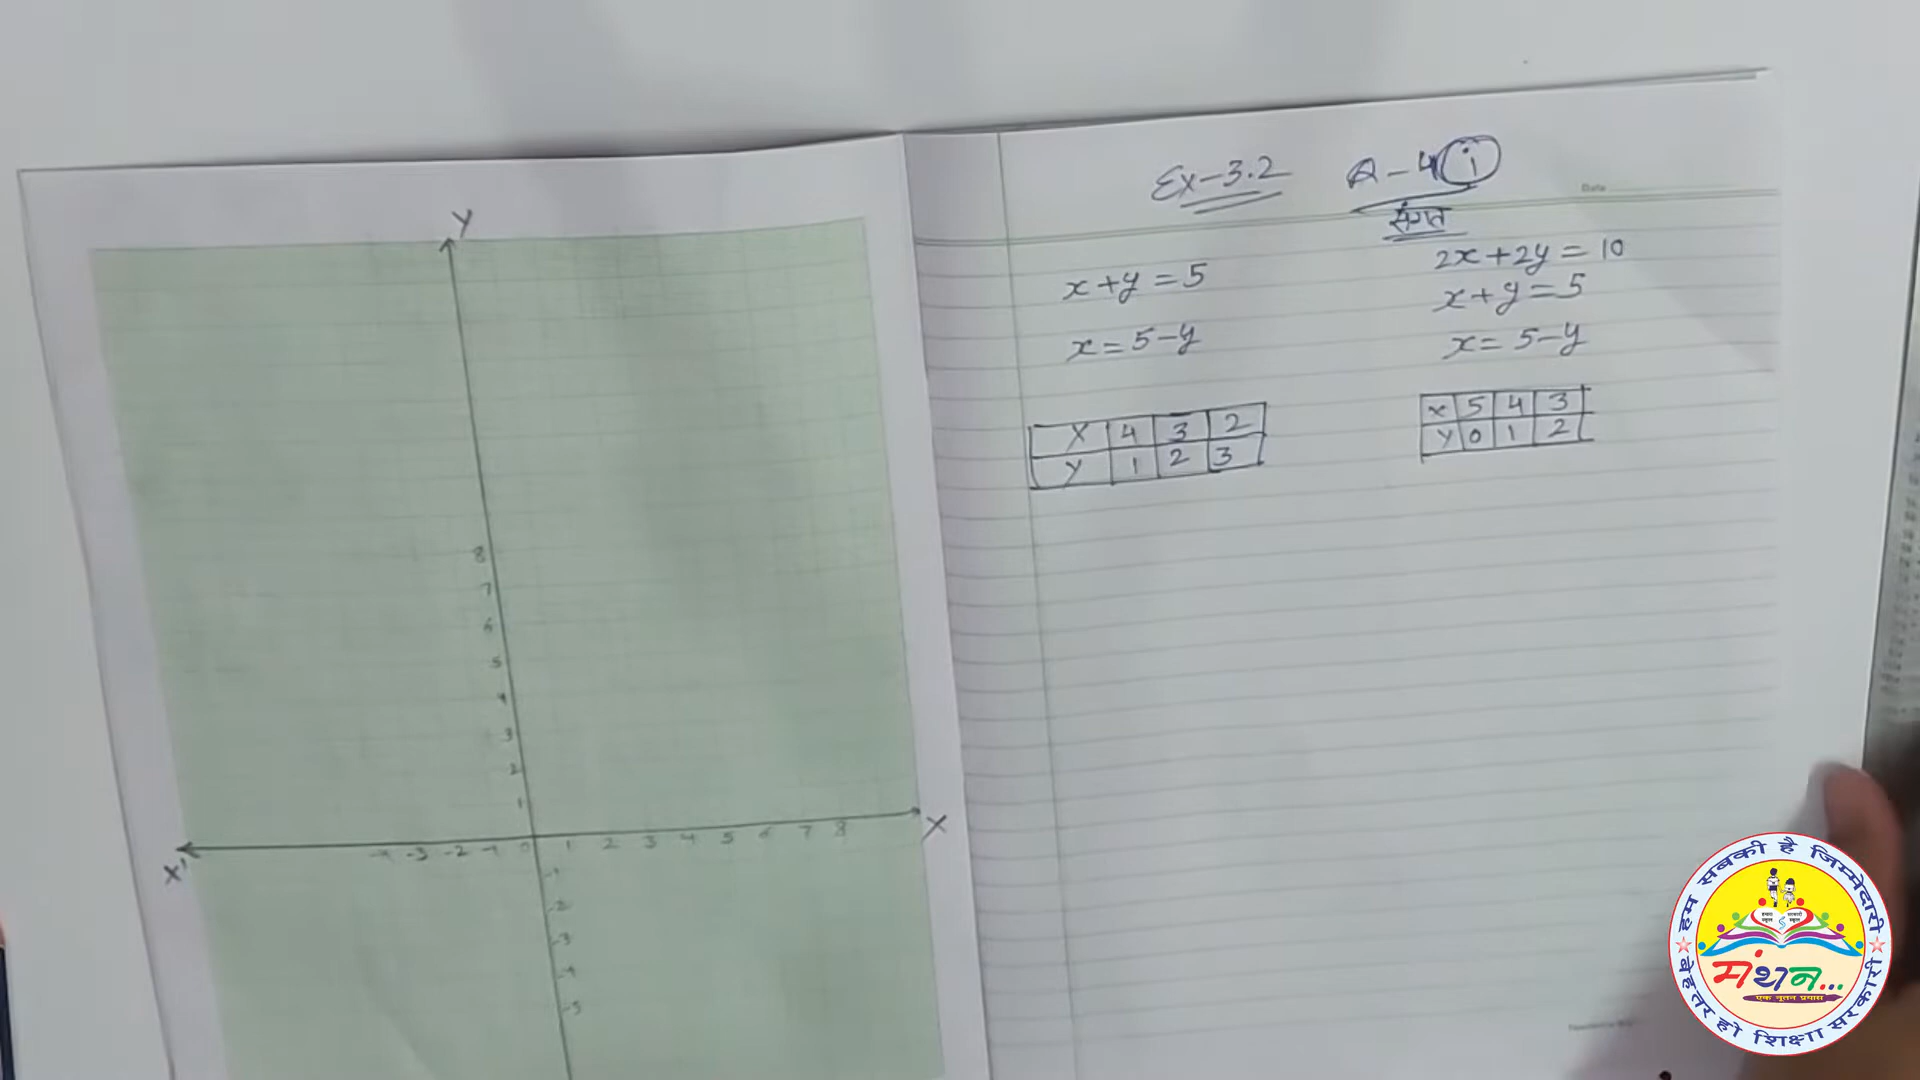 Ex-3.2 Q-4 (i)
संगत
x+y=5
x=5-y
X 4 3 2
Y 1 2 3
2x+2y=10
x+y=5
x=5-y
x 5 4 3
y 0 1 2
Y
8
7
6
5
4
3
2
1
X' -4 -3 -2 -1 0 1 2 3 4 5 6 7 8 X
-1
-2
-3
-4
-5
Date
हम सबकी है जिम्मेदारी
मंथन...
एक नूतन प्रयास
बेहतर हो शिक्षा सरकारी